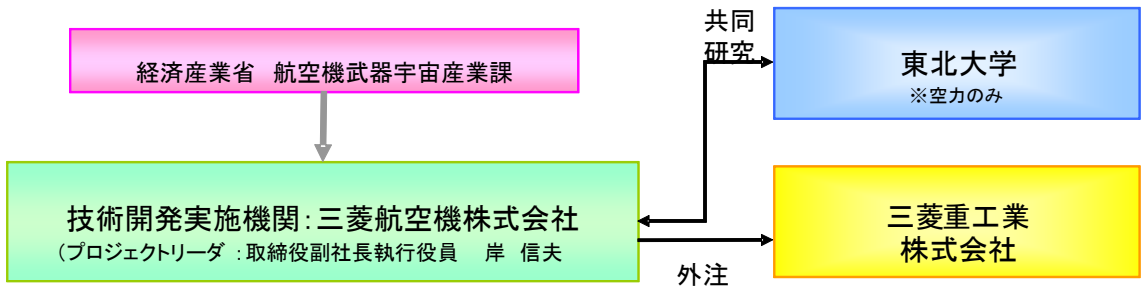 経済産業省　航空機武器宇宙産業課
共同
研究
東北大学
※空力のみ
技術開発実施機関：三菱航空機株式会社
（プロジェクトリーダ：取締役副社長執行役員　岸　信夫
外注
三菱重工業
株式会社